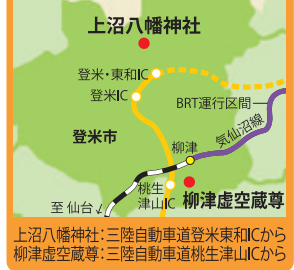 上沼八幡神社
登米・東和IC
登米IC
BRT運行区間
気仙沼線
登米市
柳津
桃生
津山IC
柳津虚空蔵尊
至 仙台
上沼八幡神社：三陸自動車道登米東和ICから
柳津虚空蔵尊：三陸自動車道桃生津山ICから